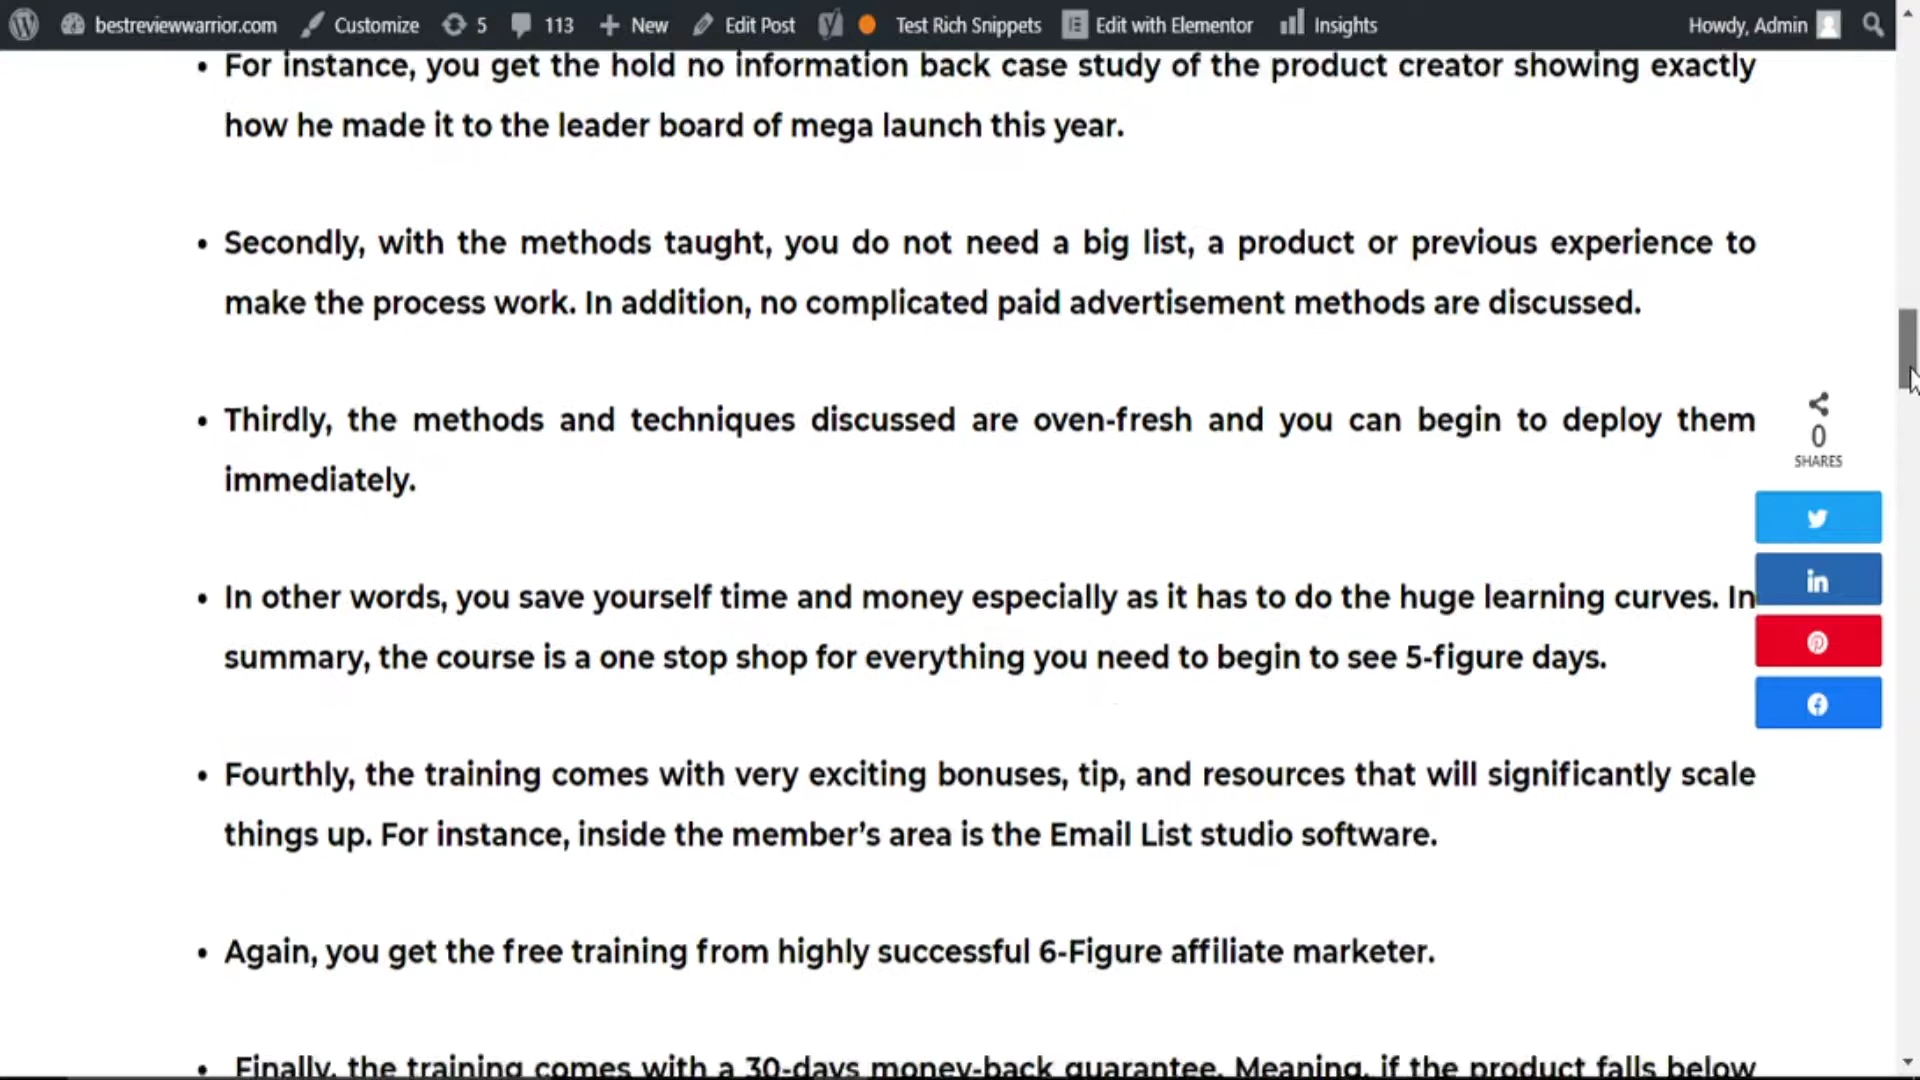 bestreviewwarrior.com Customize 5 113 New Edit Post Test Rich Snippets Edit with Elementor Insights Howdy, Admin
• For instance, you get the hold no information back case study of the product creator showing exactly
how he made it to the leader board of mega launch this year.
• Secondly, with the methods taught, you do not need a big list, a product or previous experience to
make the process work. In addition, no complicated paid advertisement methods are discussed.
• Thirdly, the methods and techniques discussed are oven-fresh and you can begin to deploy them
immediately.
0
SHARES
• In other words, you save yourself time and money especially as it has to do the huge learning curves. In
summary, the course is a one stop shop for everything you need to begin to see 5-figure days.
• Fourthly, the training comes with very exciting bonuses, tip, and resources that will significantly scale
things up. For instance, inside the member's area is the Email List studio software.
• Again, you get the free training from highly successful 6-Figure affiliate marketer.
• Finally, the training comes with a 30-days money-back guarantee. Meaning, if the product falls below